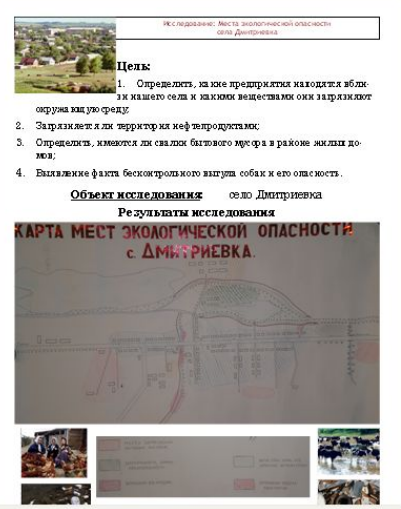 Исследование: Места экологической опасности
села Дмитриевка
Цель:
1. Определить, какие предприятия находятся вбли-
зи нашего села и какими веществами они загрязняют
окружающую среду;
2. Загрязняется ли территория нефтепродуктами;
3. Определить, имеются ли свалки бытового мусора в районе жилых до-
мов;
4. Выявление факта бесконтрольного выгула собак и его опасность.
Объект исследования: село Дмитриевка
Результаты исследования
КАРТА МЕСТ ЭКОЛОГИЧЕСКОЙ ОПАСНОСТИ
с. ДМИТРИЕВКА.